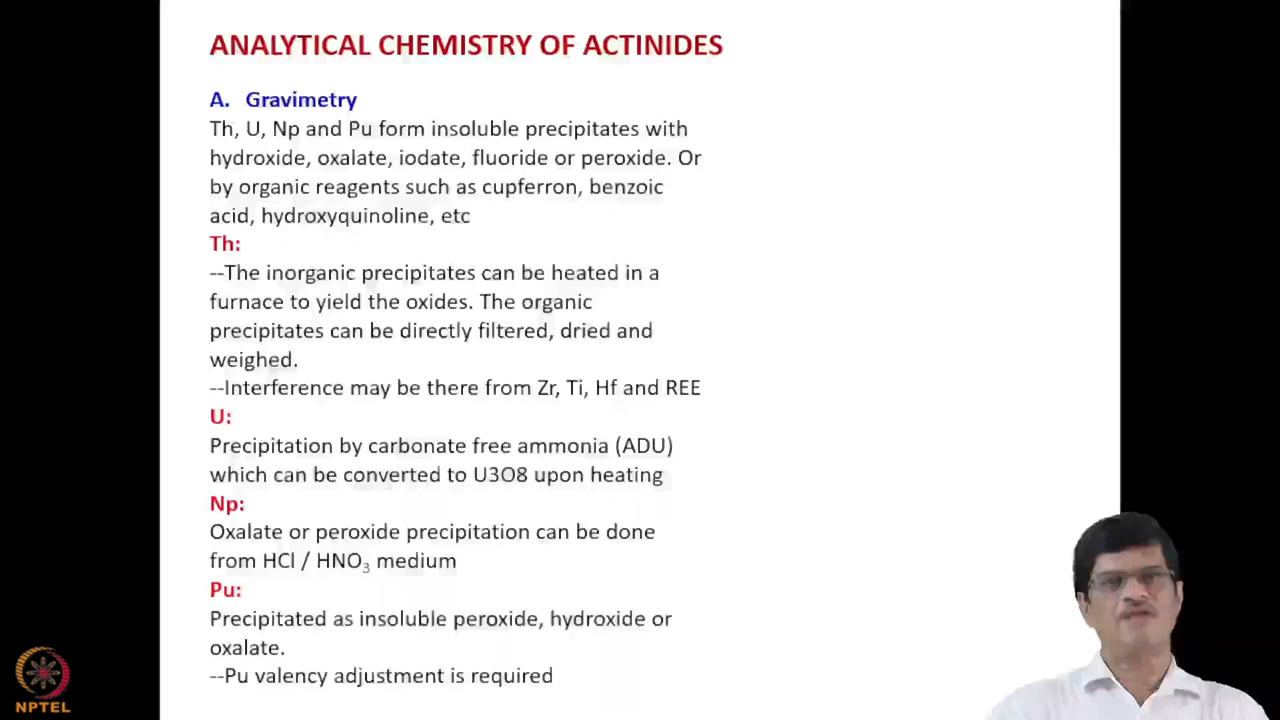 ANALYTICAL CHEMISTRY OF ACTINIDES
A. Gravimetry
Th, U, Np and Pu form insoluble precipitates with
hydroxide, oxalate, iodate, fluoride or peroxide. Or
by organic reagents such as cupferron, benzoic
acid, hydroxyquinoline, etc
Th:
--The inorganic precipitates can be heated in a
furnace to yield the oxides. The organic
precipitates can be directly filtered, dried and
weighed.
--Interference may be there from Zr, Ti, Hf and REE
U:
Precipitation by carbonate free ammonia (ADU)
which can be converted to U3O8 upon heating
Np:
Oxalate or peroxide precipitation can be done
from HCl / HNO₃ medium
Pu:
Precipitated as insoluble peroxide, hydroxide or
oxalate.
--Pu valency adjustment is required
NPTEL